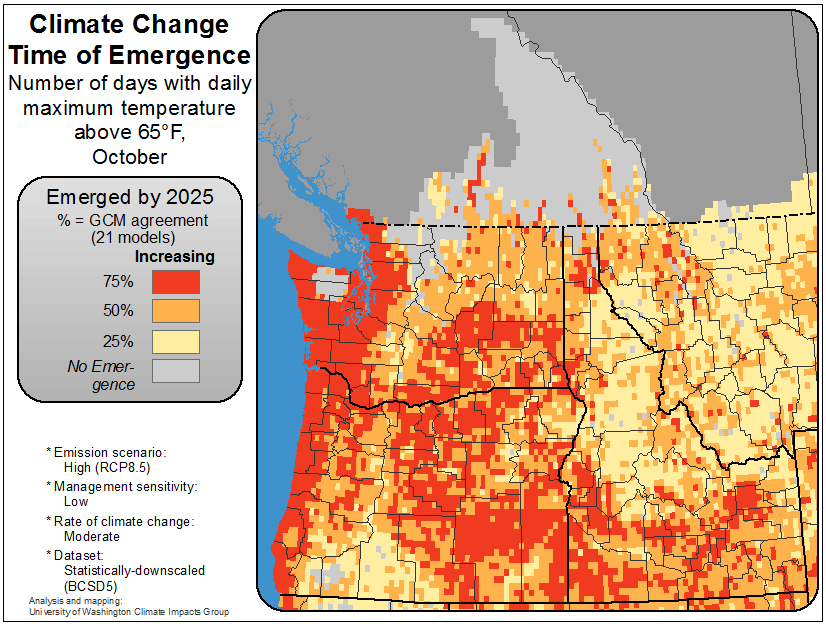 Climate Change
Time of Emergence
Number of days with daily
maximum temperature
above 65°F,
October
Emerged by 2025
% = GCM agreement
(21 models)
Increasing
75%
50%
25%
No Emer-
gence
* Emission scenario:
High (RCP8.5)
* Management sensitivity:
Low
* Rate of climate change:
Moderate
* Dataset:
Statistically-downscaled
(BCSD5)
Analysis and mapping:
University of Washington Climate Impacts Group